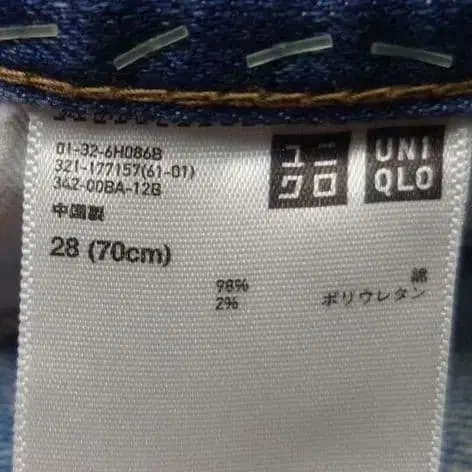 01-32-6H086B
321-177157(61-01)
342-00BA-12B
中国製
28 (70cm)
ユニ
クロ
UNI
QLO
98% 綿
2% ポリウレタン